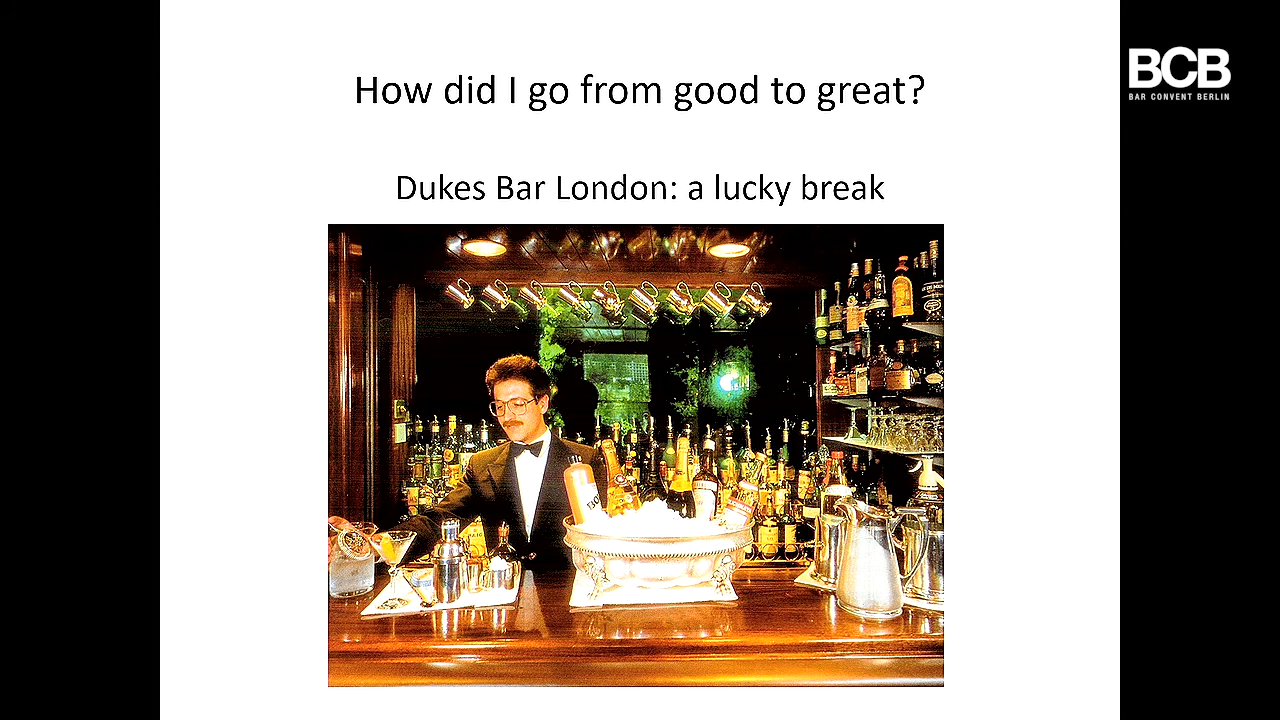 How did I go from good to great?
BCB
BAR CONVENT BERLIN
Dukes Bar London: a lucky break